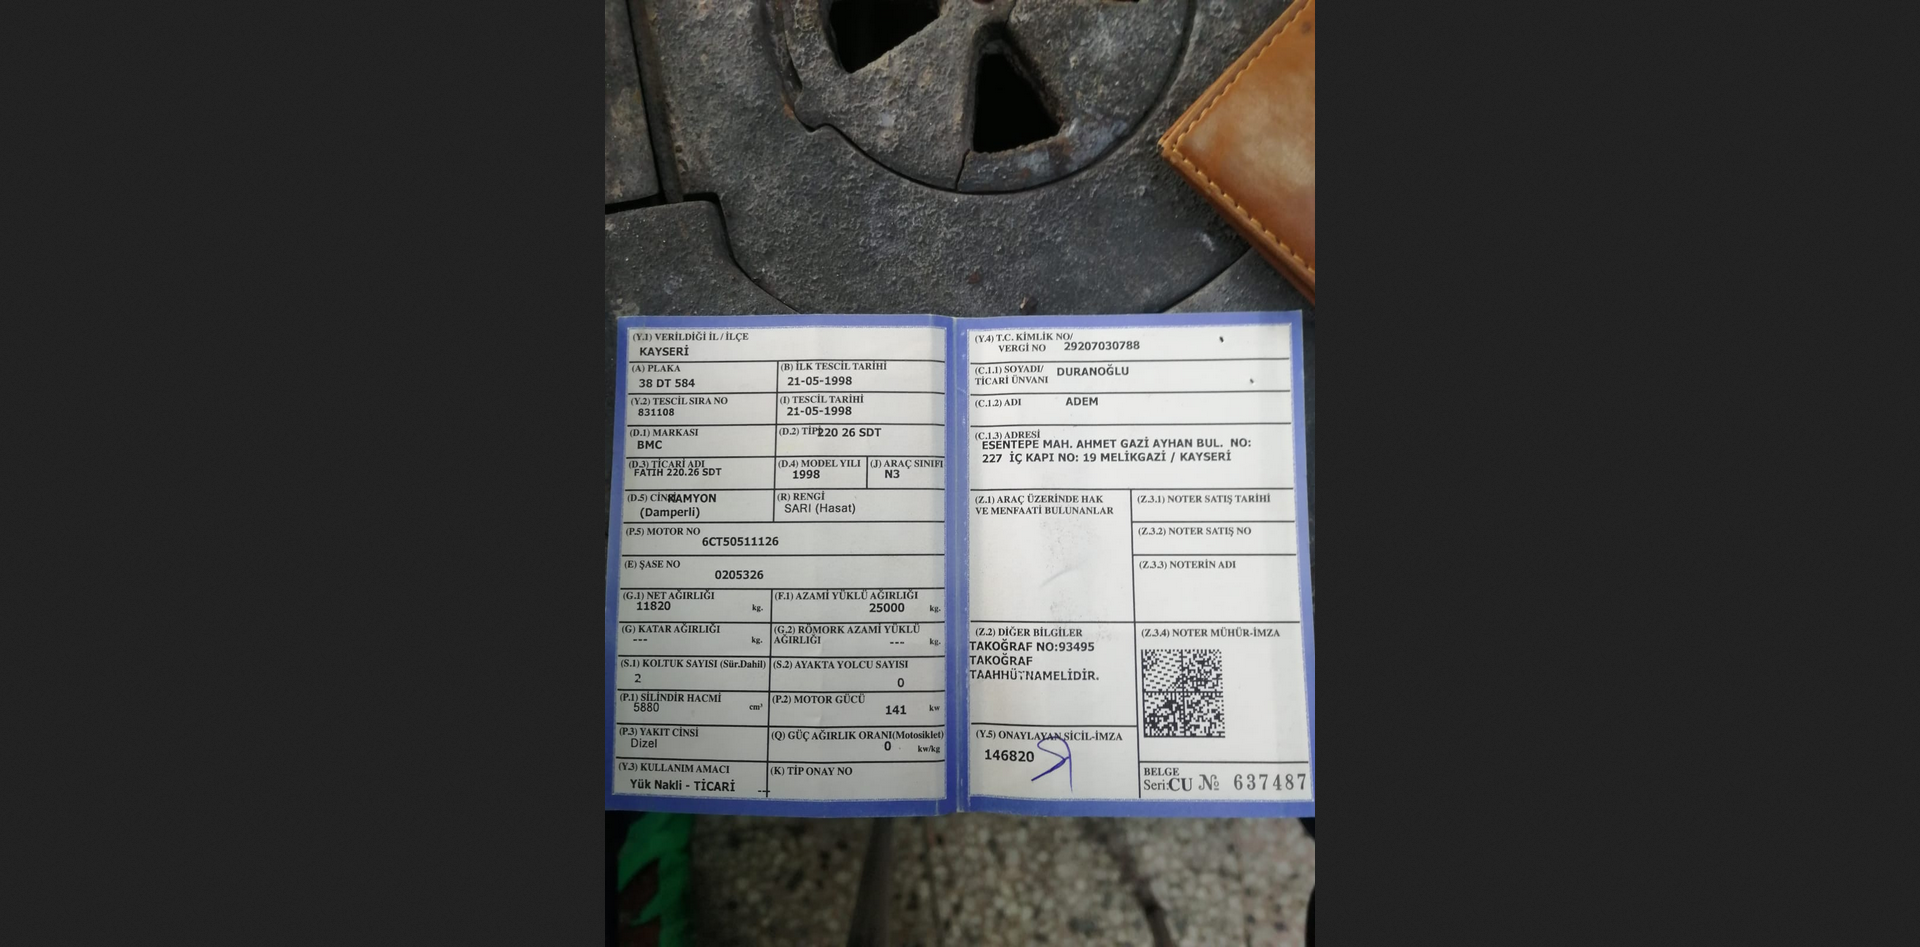 (Y.1) VERİLDİĞİ İL / İLÇE
KAYSERİ
(A) PLAKA
38 DT 584
(B) İLK TESCİL TARİHİ
21-05-1998
(Y.2) TESCİL SIRA NO
831108
(I) TESCİL TARİHİ
21-05-1998
(D.1) MARKASI
BMC
(D.2) TİPİ 220 26 SDT
(D.3) TİCARİ ADI
FATIH 220.26 SDT
(D.4) MODEL YILI
1998
(J) ARAÇ SINIFI
N3
(D.5) CİNSİ KAMYON
(Damperli)
(R) RENGİ
SARI (Hasat)
(P.5) MOTOR NO
6CT50511126
(E) ŞASE NO
0205326
(G.1) NET AĞIRLIĞI
11820 kg.
(F.1) AZAMİ YÜKLÜ AĞIRLIĞI
25000 kg.
(G) KATAR AĞIRLIĞI
--- kg.
(G.2) RÖMORK AZAMİ YÜKLÜ
AĞIRLIĞI --- kg.
(S.1) KOLTUK SAYISI (Sür.Dahil)
2
(S.2) AYAKTA YOLCU SAYISI
0
(P.1) SİLİNDİR HACMİ
5880 cm³
(P.2) MOTOR GÜCÜ
141 kw
(P.3) YAKIT CİNSİ
Dizel
(Q) GÜÇ AĞIRLIK ORANI(Motosiklet)
0 kw/kg
(Y.3) KULLANIM AMACI
Yük Nakli - TİCARİ
(K) TİP ONAY NO
---
(Y.4) T.C. KİMLİK NO/
VERGİ NO 29207030788
(C.1.1) SOYADI/
TİCARİ ÜNVANI DURANOĞLU
(C.1.2) ADI ADEM
(C.1.3) ADRESİ
ESENTEPE MAH. AHMET GAZİ AYHAN BUL. NO:
227 İÇ KAPI NO: 19 MELİKGAZİ / KAYSERİ
(Z.1) ARAÇ ÜZERİNDE HAK
VE MENFAATİ BULUNANLAR
(Z.3.1) NOTER SATIŞ TARİHİ
(Z.3.2) NOTER SATIŞ NO
(Z.3.3) NOTERİN ADI
(Z.2) DİĞER BİLGİLER
TAKOĞRAF NO:93495
TAKOĞRAF
TAAHHÜTNAMELİDİR.
(Z.3.4) NOTER MÜHÜR-İMZA
(Y.5) ONAYLAYAN SİCİL-İMZA
146820
BELGE
Seri:CU № 637487